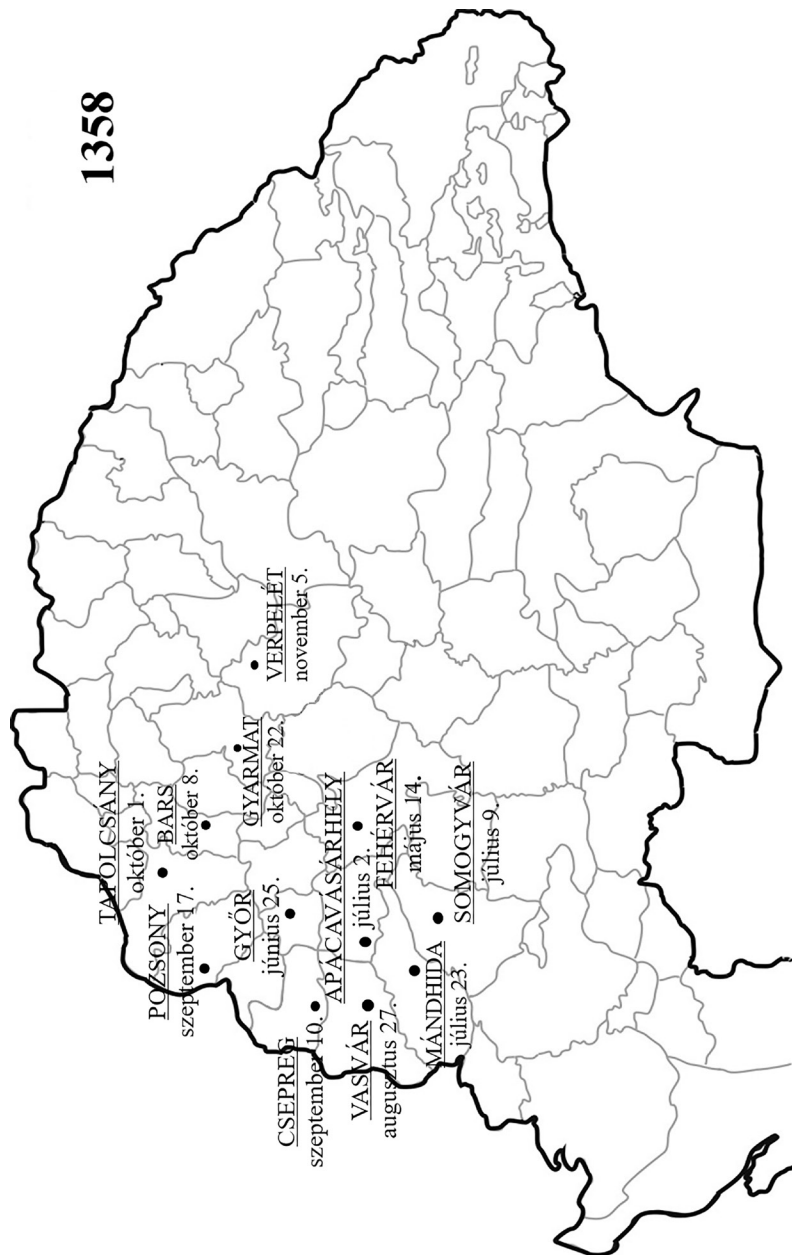 1358
TAPOLCSÁNY
október 1.
BARS
október 8.
POZSONY
szeptember 17.
GYARMAT
október 22.
VERPELÉT
november 5.
GYŐR
június 25.
CSEPREG
szeptember 10.
APÁCAVÁSÁRHELY
július 2.
FEHÉRVÁR
május 14.
VASVÁR
augusztus 27.
MÁNDHIDA
július 23.
SOMOGYVÁR
július 9.